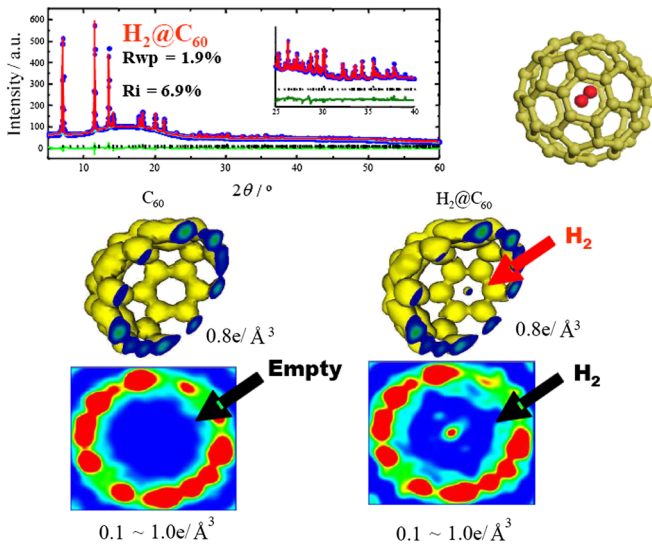 H₂@C₆₀
Rwp = 1.9%
Ri = 6.9%
Intensity / a.u.
500
400
300
200
100
0
10
20
30
40
50
60
25
30
35
40
2θ / º
C₆₀
H₂@C₆₀
H₂
0.8e/ Å³
0.8e/ Å³
Empty
H₂
0.1 ~ 1.0e/Å³
0.1 ~ 1.0e/Å³